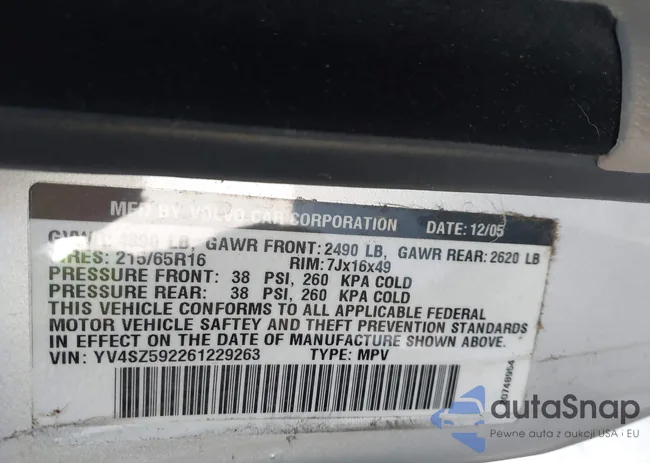 MFD BY VOLVO CAR CORPORATION DATE: 12/05
LB, GAWR FRONT: 2490 LB, GAWR REAR: 2620 LB
215/65R16 RIM: 7Jx16x49
PRESSURE FRONT: 38 PSI, 260 KPA COLD
PRESSURE REAR: 38 PSI, 260 KPA COLD
THIS VEHICLE CONFORMS TO ALL APPLICABLE FEDERAL
MOTOR VEHICLE SAFTEY AND THEFT PREVENTION STANDARDS
IN EFFECT ON THE DATE OF MANUFACTURE SHOWN ABOVE.
VIN: YV4SZ592261229263 TYPE: MPV
autaSnap
Pewne auta z aukcji USA i EU